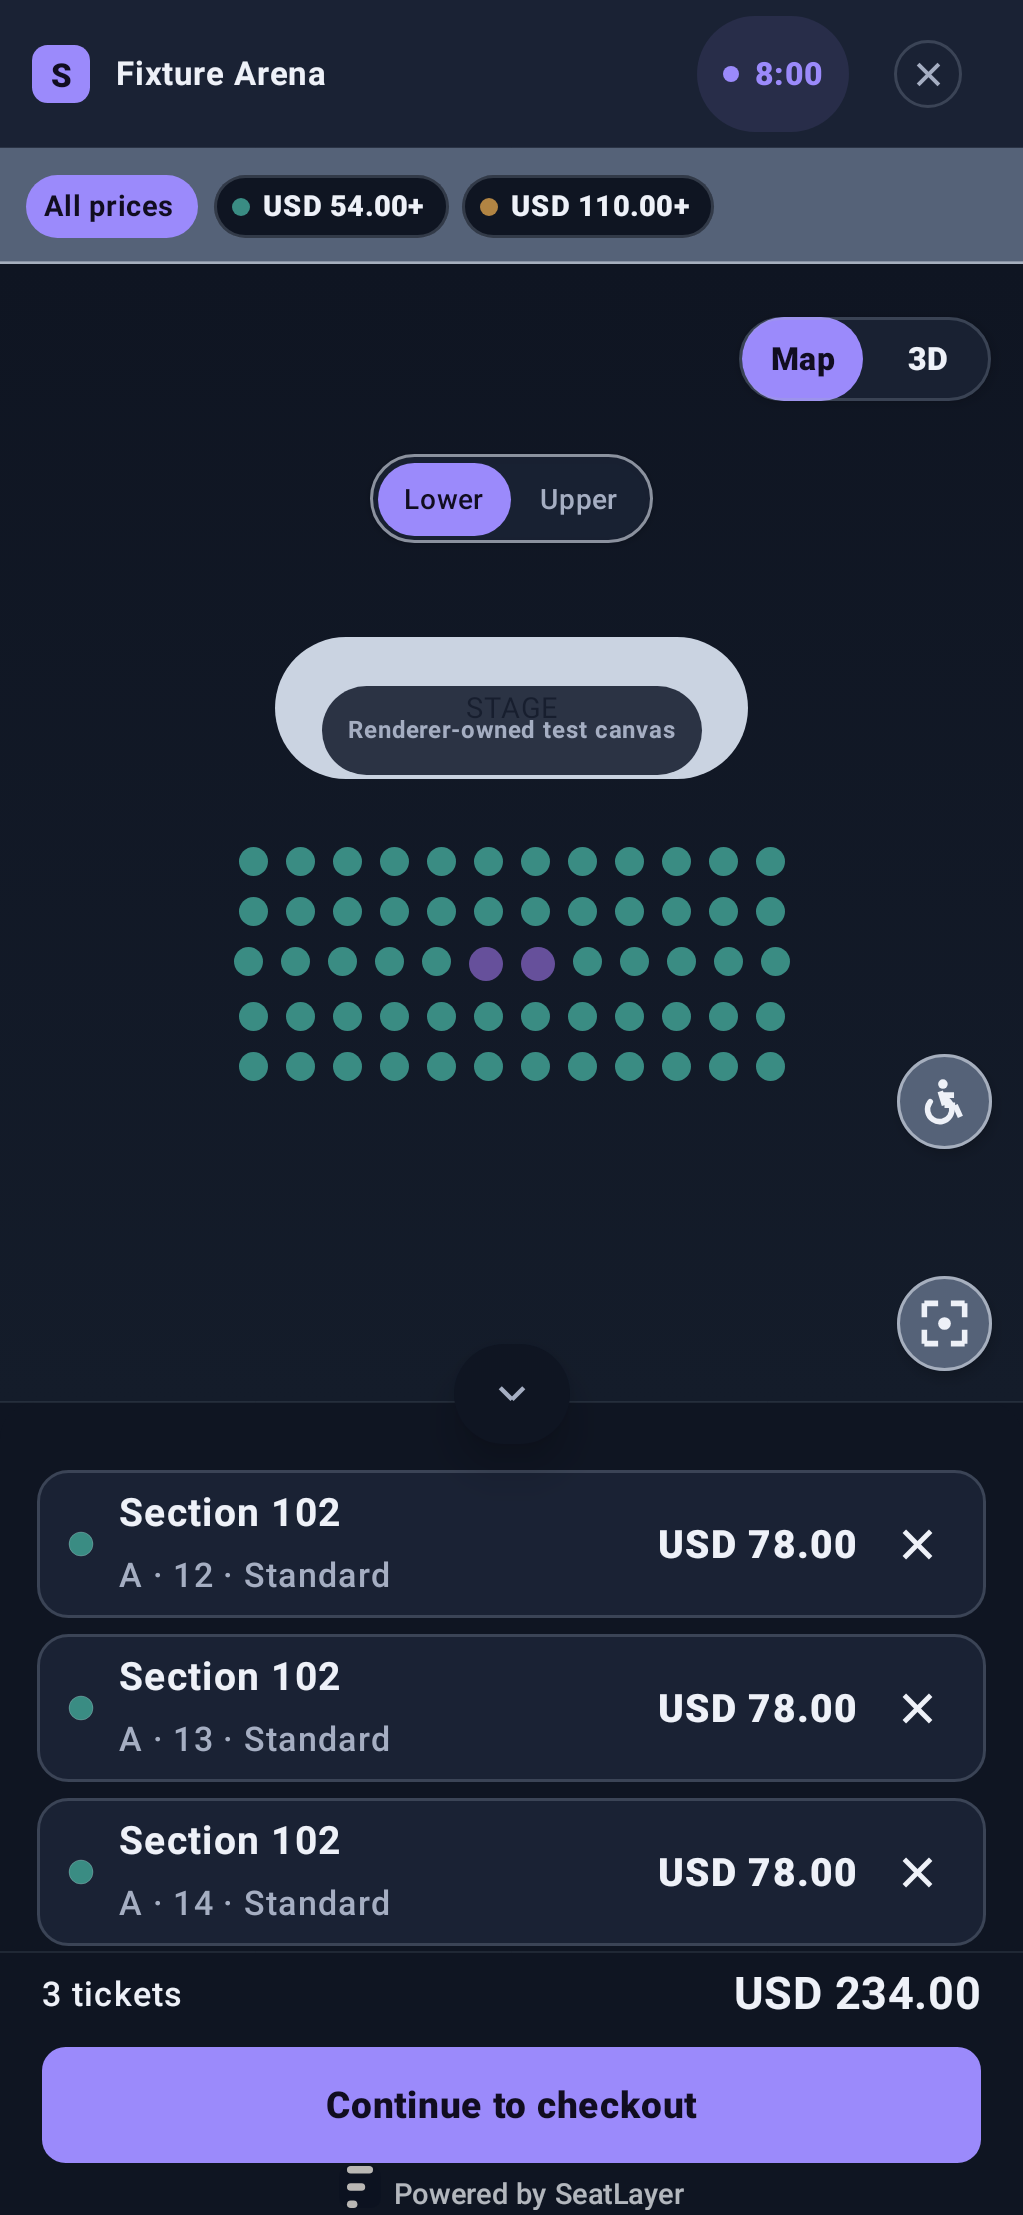 S
Fixture Arena
8:00
All prices
USD 54.00+
USD 110.00+
Map
3D
Lower
Upper
STAGE
Renderer-owned test canvas
Section 102
A · 12 · Standard
USD 78.00
Section 102
A · 13 · Standard
USD 78.00
Section 102
A · 14 · Standard
USD 78.00
3 tickets
USD 234.00
Continue to checkout
Powered by SeatLayer